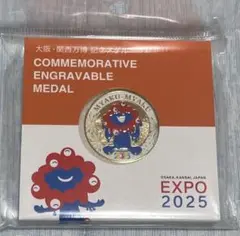 大阪・関西万博 記念メダル
COMMEMORATIVE
ENGRAVABLE
MEDAL
MYAKU-MYAKU
OSAKA, KANSAI, JAPAN
EXPO
2025